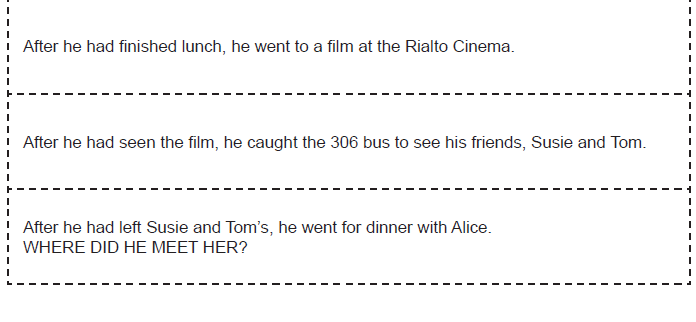 After he had finished lunch, he went to a film at the Rialto Cinema.
After he had seen the film, he caught the 306 bus to see his friends, Susie and Tom.
After he had left Susie and Tom’s, he went for dinner with Alice.
WHERE DID HE MEET HER?